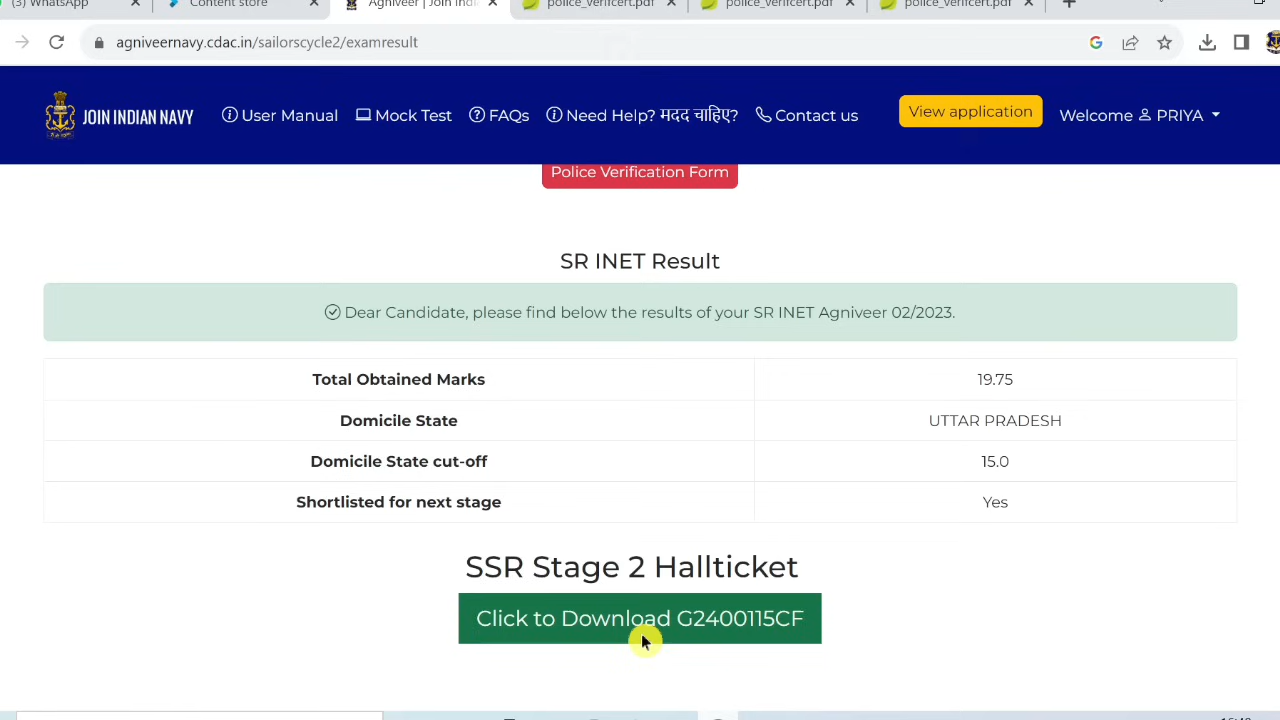 (3) WhatsApp
Content store
Agniveer | Join Indi
police_verifcert.pdf
police_verifcert.pdf
police_verifcert.pdf
agniveernavy.cdac.in/sailorscycle2/examresult
JOIN INDIAN NAVY
User Manual
Mock Test
FAQs
Need Help? मदद चाहिए?
Contact us
View application
Welcome PRIYA
Police Verification Form
SR INET Result
Dear Candidate, please find below the results of your SR INET Agniveer 02/2023.
Total Obtained Marks 19.75
Domicile State UTTAR PRADESH
Domicile State cut-off 15.0
Shortlisted for next stage Yes
SSR Stage 2 Hallticket
Click to Download G2400115CF